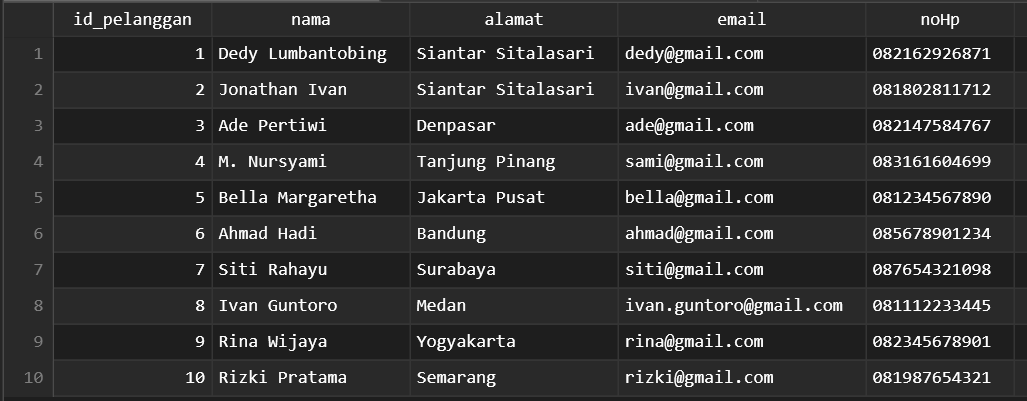 id_pelanggan nama alamat email noHp
1 1 Dedy Lumbantobing Siantar Sitalasari dedy@gmail.com 082162926871
2 2 Jonathan Ivan Siantar Sitalasari ivan@gmail.com 081802811712
3 3 Ade Pertiwi Denpasar ade@gmail.com 082147584767
4 4 M. Nursyami Tanjung Pinang sami@gmail.com 083161604699
5 5 Bella Margaretha Jakarta Pusat bella@gmail.com 081234567890
6 6 Ahmad Hadi Bandung ahmad@gmail.com 085678901234
7 7 Siti Rahayu Surabaya siti@gmail.com 087654321098
8 8 Ivan Guntoro Medan ivan.guntoro@gmail.com 081112233445
9 9 Rina Wijaya Yogyakarta rina@gmail.com 082345678901
10 10 Rizki Pratama Semarang rizki@gmail.com 081987654321